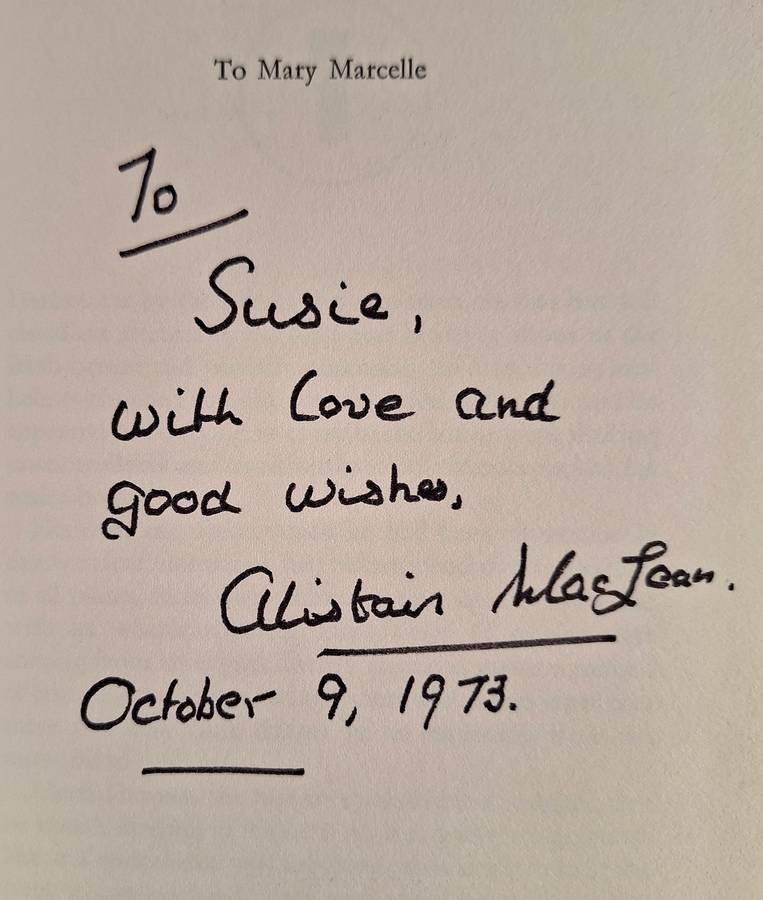 To Mary Marcelle
To
Susie,
with love and
good wishes,
Alistair MacLean.
October 9, 1973.